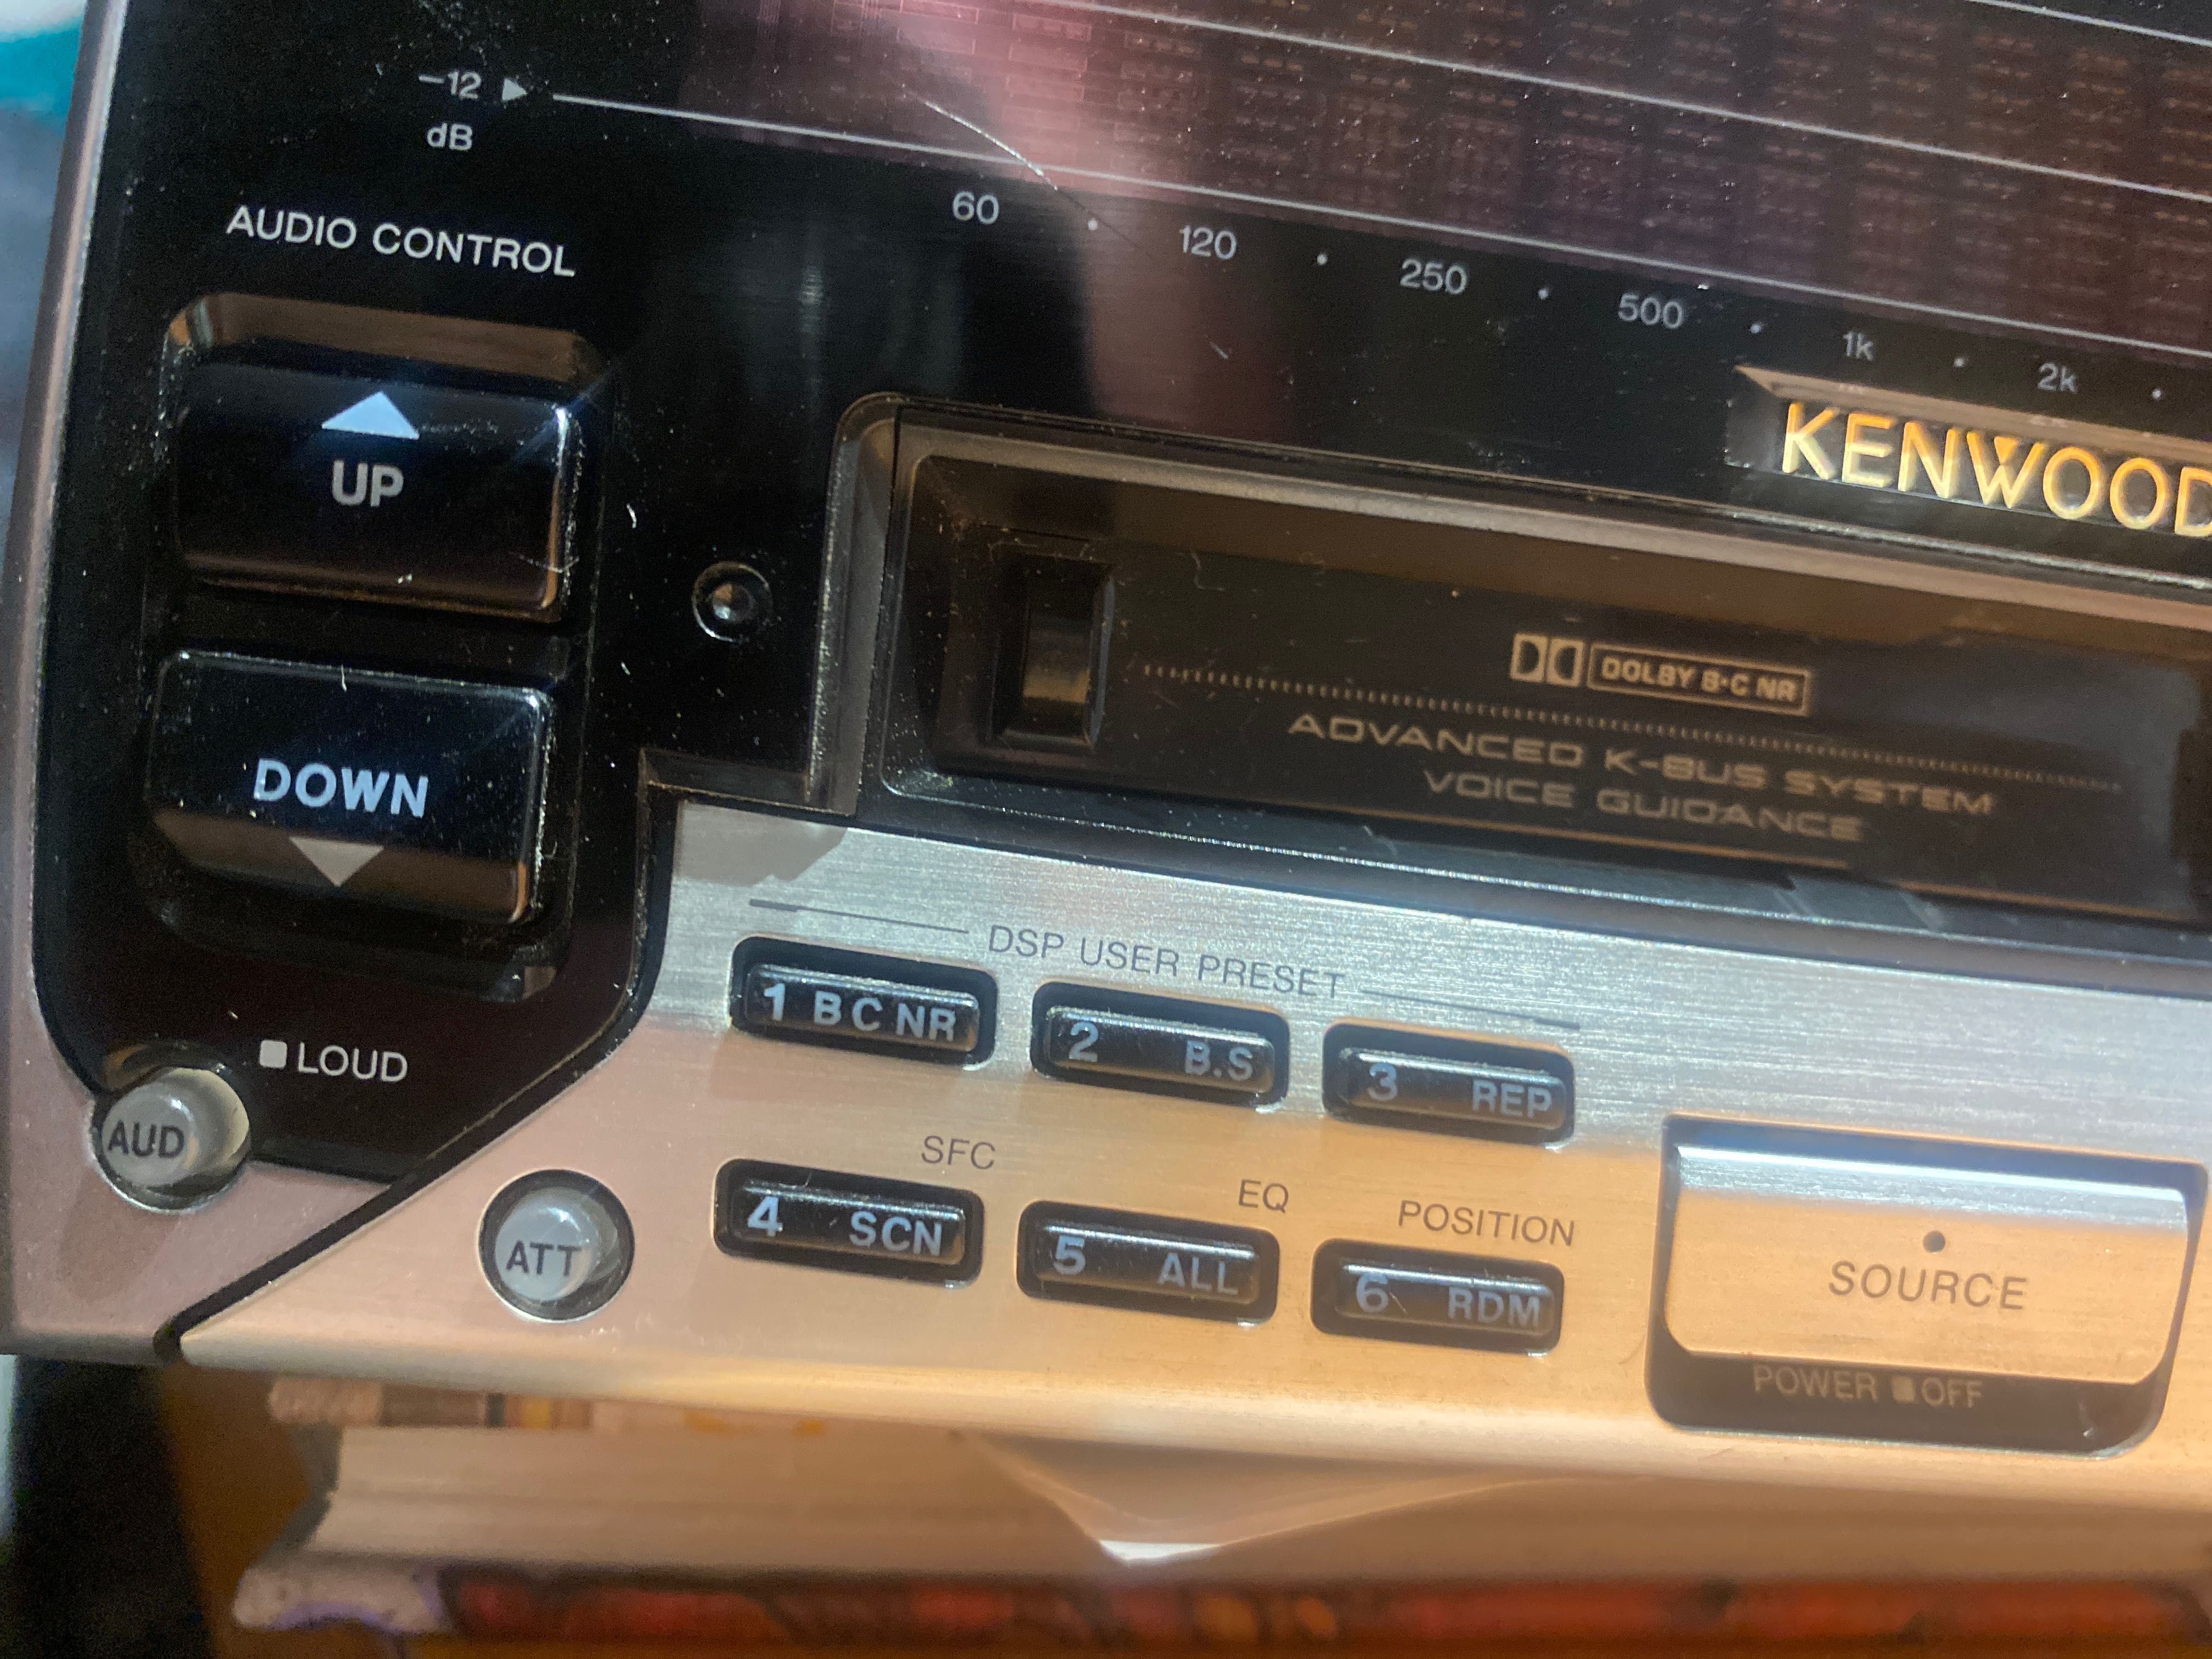 −12 ▶
dB
AUDIO CONTROL
60 • 120 • 250 • 500 • 1k • 2k •
▲
UP
KENWOOD
DOLBY B·C NR
ADVANCED K-BUS SYSTEM
VOICE GUIDANCE
DOWN
▼
DSP USER PRESET
1 B C NR
2 B.S
3 REP
■ LOUD
AUD
SFC
EQ
POSITION
ATT
4 SCN
5 ALL
6 RDM
SOURCE
POWER ■ OFF